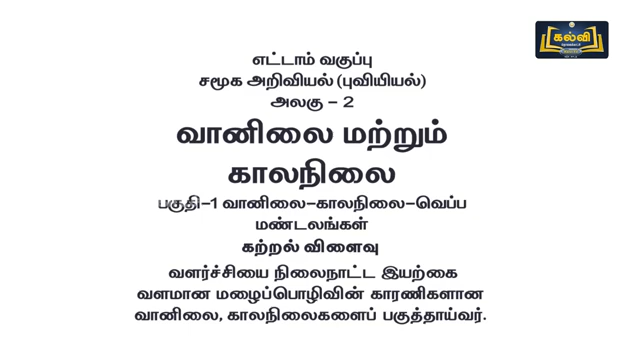 கல்வி
எட்டாம் வகுப்பு
சமூக அறிவியல் (புவியியல்)
அலகு - 2
வானிலை மற்றும்
காலநிலை
பகுதி-1 வானிலை-காலநிலை-வெப்ப
மண்டலங்கள்
கற்றல் விளைவு
வளர்ச்சியை நிலைநாட்ட இயற்கை
வளமான மழைப்பொழிவின் காரணிகளான
வானிலை, காலநிலைகளைப் பகுத்தாய்வர்.